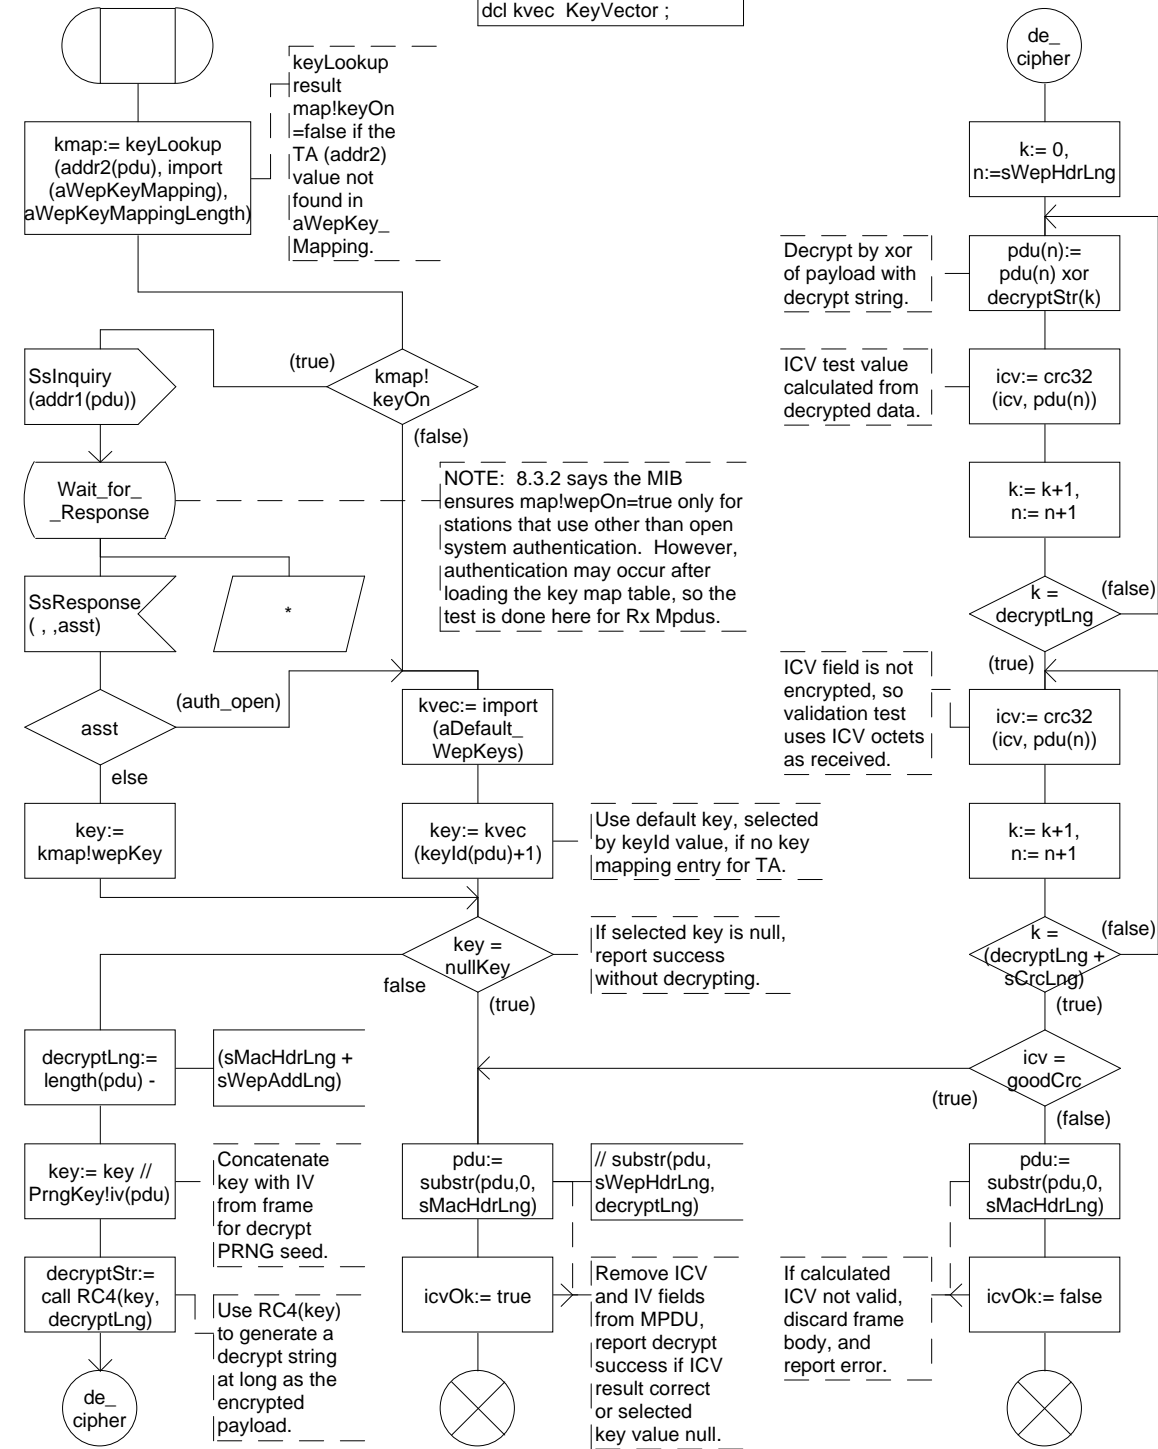 dcl kvec  KeyVector ;
kmap:= keyLookup
(addr2(pdu), import
(aWepKeyMapping),
aWepKeyMappingLength)
keyLookup
result
map!keyOn
=false if the
TA (addr2)
value not
found in
aWepKey_
Mapping.
(true)
kmap!
keyOn
(false)
SsInquiry
(addr1(pdu))
Wait_for_
_Response
NOTE:  8.3.2 says the MIB
ensures map!wepOn=true only for
stations that use other than open
system authentication.  However,
authentication may occur after
loading the key map table, so the
test is done here for Rx Mpdus.
SsResponse
( , ,asst)
*
asst
(auth_open)
else
key:=
kmap!wepKey
kvec:= import
(aDefault_
WepKeys)
key:= kvec
(keyId(pdu)+1)
Use default key, selected
by keyId value, if no key
mapping entry for TA.
key =
nullKey
false
(true)
If selected key is null,
report success
without decrypting.
decryptLng:=
length(pdu) -
(sMacHdrLng +
sWepAddLng)
key:= key //
PrngKey!iv(pdu)
Concatenate
key with IV
from frame
for decrypt
PRNG seed.
decryptStr:=
call RC4(key,
decryptLng)
Use RC4(key)
to generate a
decrypt string
at long as the
encrypted
payload.
de_
cipher
pdu:=
substr(pdu,0,
sMacHdrLng)
// substr(pdu,
sWepHdrLng,
decryptLng)
icvOk:= true
Remove ICV
and IV fields
from MPDU,
report decrypt
success if ICV
result correct
or selected
key value null.
de_
cipher
k:= 0,
n:=sWepHdrLng
Decrypt by xor
of payload with
decrypt string.
pdu(n):=
pdu(n) xor
decryptStr(k)
ICV test value
calculated from
decrypted data.
icv:= crc32
(icv, pdu(n))
k:= k+1,
n:= n+1
k =
decryptLng
(false)
(true)
ICV field is not
encrypted, so
validation test
uses ICV octets
as received.
icv:= crc32
(icv, pdu(n))
k:= k+1,
n:= n+1
k =
(decryptLng +
sCrcLng)
(false)
(true)
icv =
goodCrc
(true)
(false)
pdu:=
substr(pdu,0,
sMacHdrLng)
If calculated
ICV not valid,
discard frame
body, and
report error.
icvOk:= false